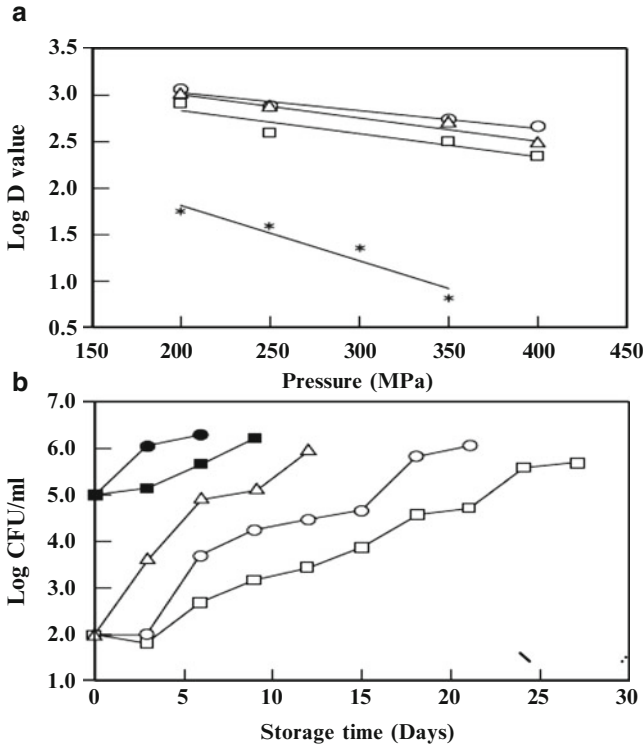 a
3.5
3.0
2.5
2.0
1.5
1.0
0.5
Log D value
150 200 250 300 350 400 450
Pressure (MPa)
b
7.0
6.0
5.0
4.0
3.0
2.0
1.0
Log CFU/ml
0 5 10 15 20 25 30
Storage time (Days)